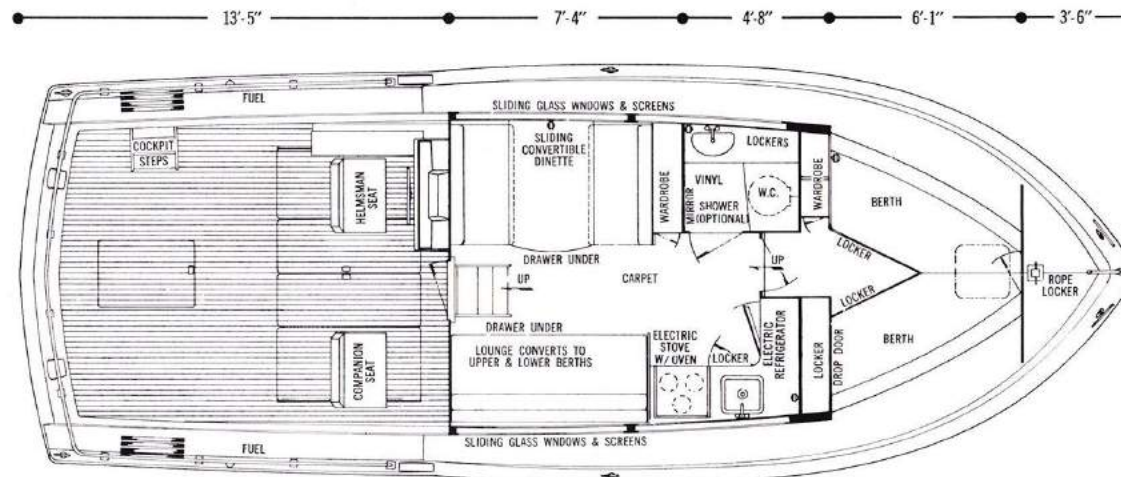 13'-5" 7'-4" 4'-8" 6'-1" 3'-6"
FUEL
SLIDING GLASS WNDOWS & SCREENS
COCKPIT
STEPS
HELMSMAN
SEAT
SLIDING
CONVERTIBLE
DINETTE
WARDROBE
LOCKERS
MIRROR
VINYL
SHOWER
(OPTIONAL)
W.C.
WARDROBE
BERTH
DRAWER UNDER
UP
CARPET
UP
LOCKER
LOCKER
ROPE
LOCKER
DRAWER UNDER
LOUNGE CONVERTS TO
UPPER & LOWER BERTHS
ELECTRIC
STOVE
W/OVEN
LOCKER
ELECTRIC
REFRIGERATOR
LOCKER
DROP DOOR
BERTH
COMPANION
SEAT
FUEL
SLIDING GLASS WNDOWS & SCREENS